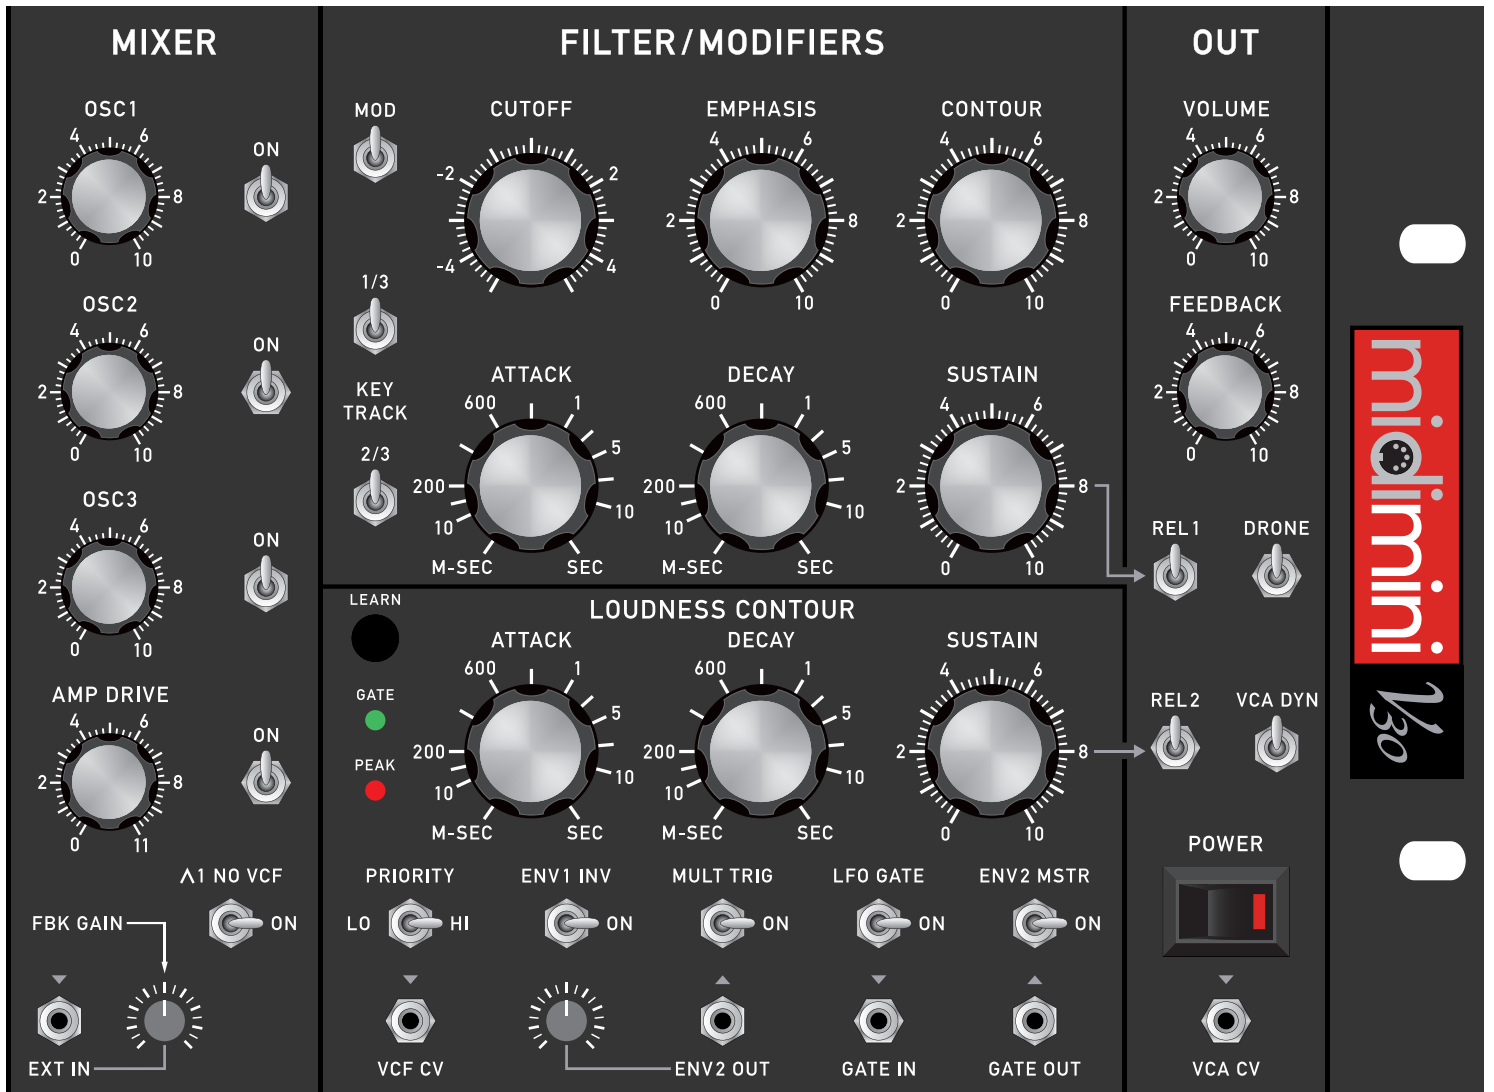 MIXER
FILTER/MODIFIERS
OUT
OSC1
4 6
2 8
0 10
ON
OSC2
4 6
2 8
0 10
ON
OSC3
4 6
2 8
0 10
ON
AMP DRIVE
4 6
2 8
0 11
ON
Λ1 NO VCF
ON
FBK GAIN
EXT IN
MOD
1/3
KEY
TRACK
2/3
CUTOFF
-2 2
-4 4
EMPHASIS
4 6
2 8
0 10
CONTOUR
4 6
2 8
0 10
ATTACK
600 1
5
200
10 10
M-SEC SEC
DECAY
600 1
5
200
10 10
M-SEC SEC
SUSTAIN
4 6
2 8
0 10
LEARN
GATE
PEAK
LOUDNESS CONTOUR
ATTACK
600 1
5
200
10 10
M-SEC SEC
DECAY
600 1
5
200
10 10
M-SEC SEC
SUSTAIN
4 6
2 8
0 10
PRIORITY
LO HI
ENV1 INV
ON
MULT TRIG
ON
LFO GATE
ON
ENV2 MSTR
ON
VCF CV
ENV2 OUT
GATE IN
GATE OUT
VOLUME
4 6
2 8
0 10
FEEDBACK
4 6
2 8
0 10
REL1
DRONE
REL2
VCA DYN
POWER
VCA CV
midimini
V30